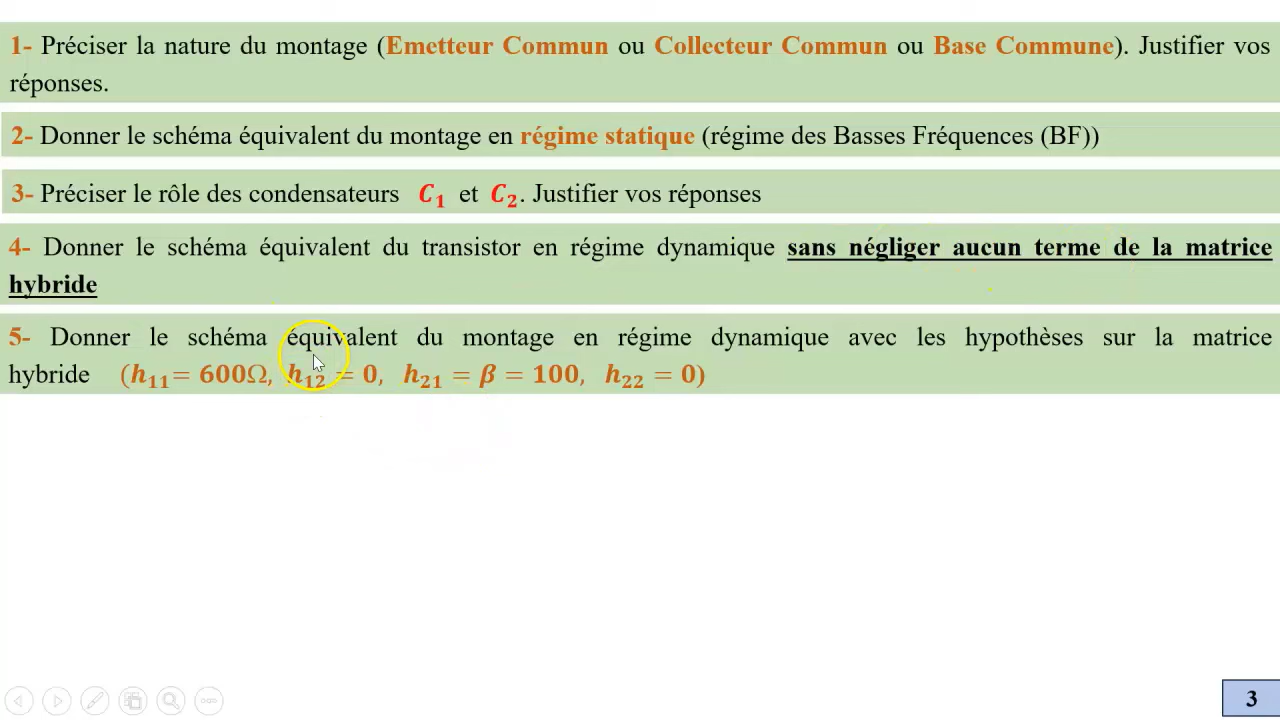 1- Préciser la nature du montage (Emetteur Commun ou Collecteur Commun ou Base Commune). Justifier vos
réponses.
2- Donner le schéma équivalent du montage en régime statique (régime des Basses Fréquences (BF))
3- Préciser le rôle des condensateurs C₁ et C₂. Justifier vos réponses
4- Donner le schéma équivalent du transistor en régime dynamique sans négliger aucun terme de la matrice
hybride
5- Donner le schéma équivalent du montage en régime dynamique avec les hypothèses sur la matrice
hybride (h₁₁= 600Ω, h₁₂ = 0, h₂₁ = β = 100, h₂₂ = 0)
3